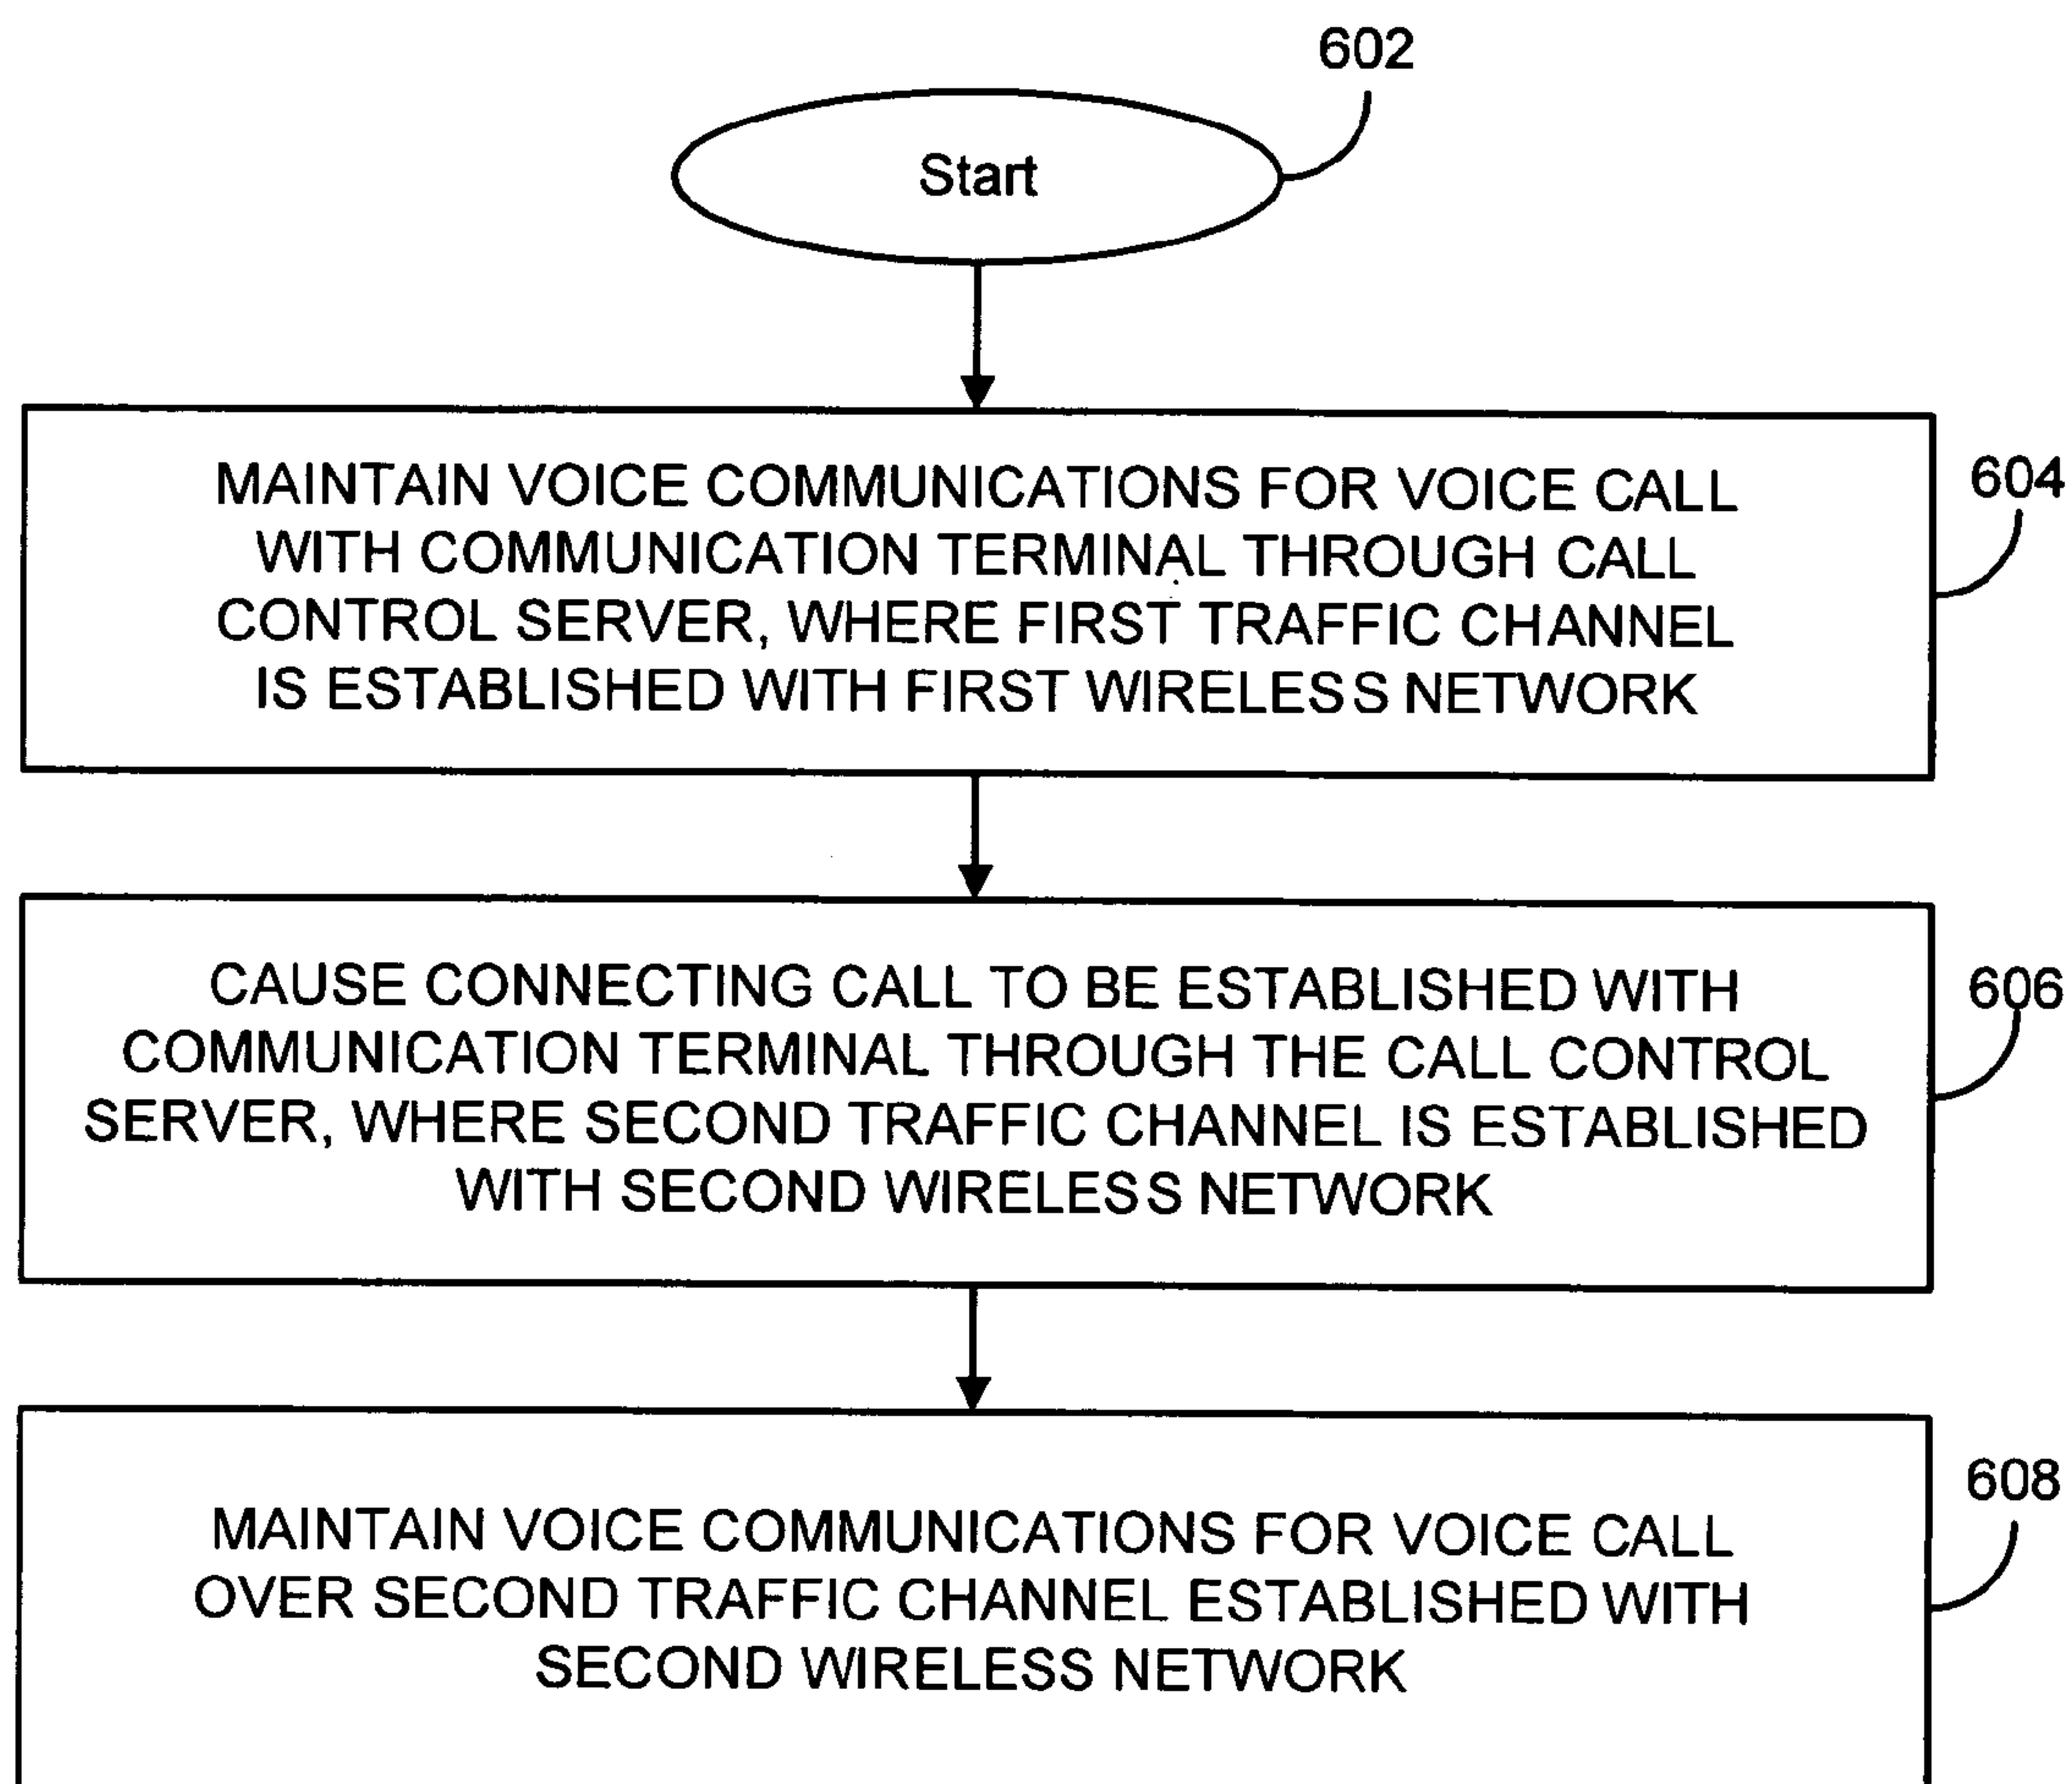 602
Start
604
MAINTAIN VOICE COMMUNICATIONS FOR VOICE CALL
WITH COMMUNICATION TERMINAL THROUGH CALL
CONTROL SERVER, WHERE FIRST TRAFFIC CHANNEL
IS ESTABLISHED WITH FIRST WIRELESS NETWORK
606
CAUSE CONNECTING CALL TO BE ESTABLISHED WITH
COMMUNICATION TERMINAL THROUGH THE CALL CONTROL
SERVER, WHERE SECOND TRAFFIC CHANNEL IS ESTABLISHED
WITH SECOND WIRELESS NETWORK
608
MAINTAIN VOICE COMMUNICATIONS FOR VOICE CALL
OVER SECOND TRAFFIC CHANNEL ESTABLISHED WITH
SECOND WIRELESS NETWORK